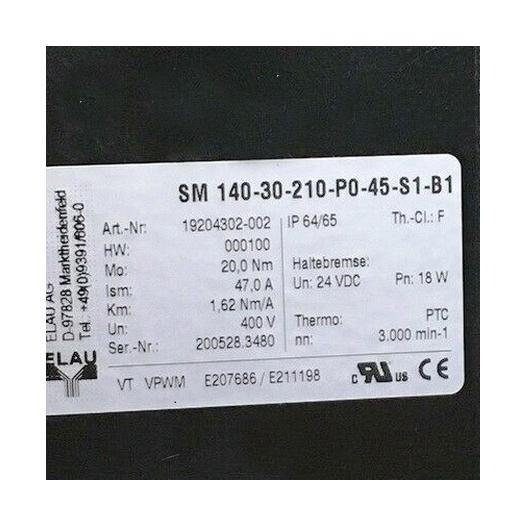 SM 140-30-210-P0-45-S1-B1
Art.-Nr: 19204302-002 IP 64/65 Th.-Cl.: F
HW: 000100
Mo: 20,0 Nm Haltebremse:
Ism: 47,0 A Un: 24 VDC Pn: 18 W
Km: 1,62 Nm/A
Un: 400 V Thermo: PTC
Ser.-Nr.: 200528.3480 nn: 3.000 min-1
VT VPWM E207686 / E211198 c RU us CE
ELAU AG
D-97828 Marktheidenfeld
Tel. +49(0)9391/606-0
ELAU